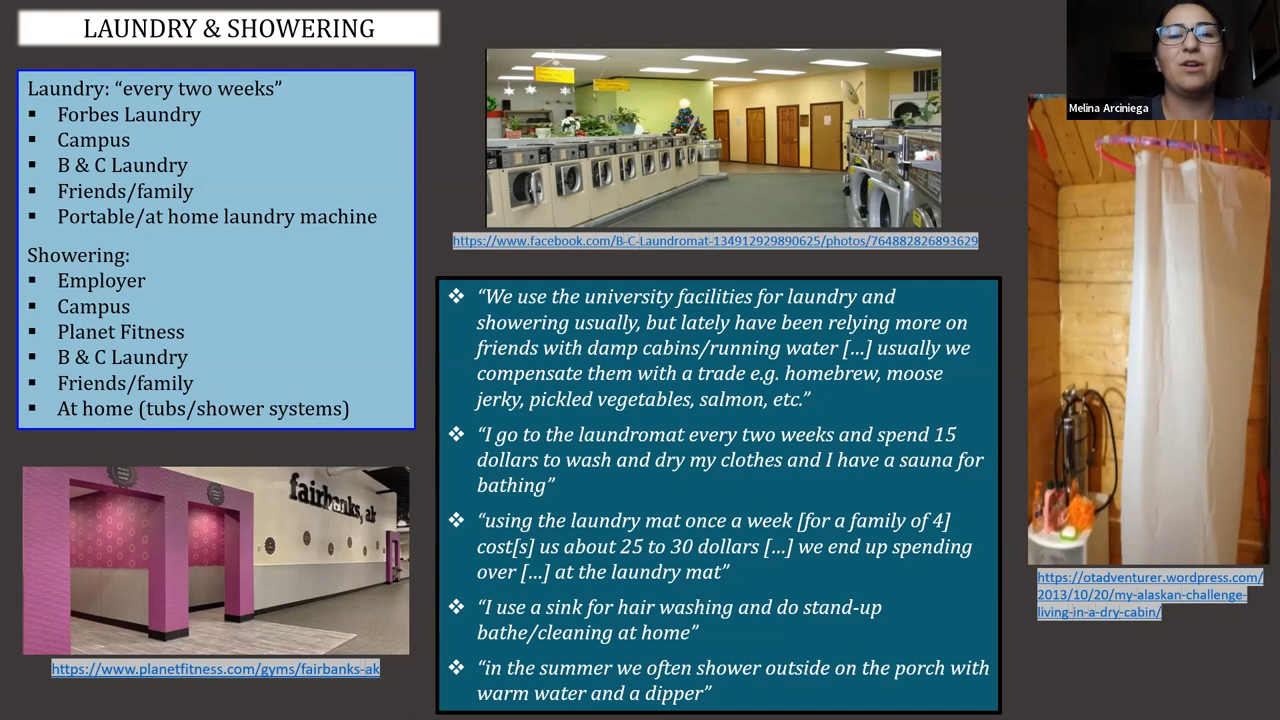 LAUNDRY & SHOWERING
Laundry: “every two weeks”
▪ Forbes Laundry
▪ Campus
▪ B & C Laundry
▪ Friends/family
▪ Portable/at home laundry machine
Showering:
▪ Employer
▪ Campus
▪ Planet Fitness
▪ B & C Laundry
▪ Friends/family
▪ At home (tubs/shower systems)
fairbanks, ak
https://www.planetfitness.com/gyms/fairbanks-ak
https://www.facebook.com/B-C-Laundromat-134912929890625/photos/764882826893629
❖ “We use the university facilities for laundry and
showering usually, but lately have been relying more on
friends with damp cabins/running water [...] usually we
compensate them with a trade e.g. homebrew, moose
jerky, pickled vegetables, salmon, etc.”
❖ “I go to the laundromat every two weeks and spend 15
dollars to wash and dry my clothes and I have a sauna for
bathing”
❖ “using the laundry mat once a week [for a family of 4]
cost[s] us about 25 to 30 dollars [...] we end up spending
over [...] at the laundry mat”
❖ “I use a sink for hair washing and do stand-up
bathe/cleaning at home”
❖ “in the summer we often shower outside on the porch with
warm water and a dipper”
Melina Arciniega
https://otadventurer.wordpress.com/
2013/10/20/my-alaskan-challenge-
living-in-a-dry-cabin/